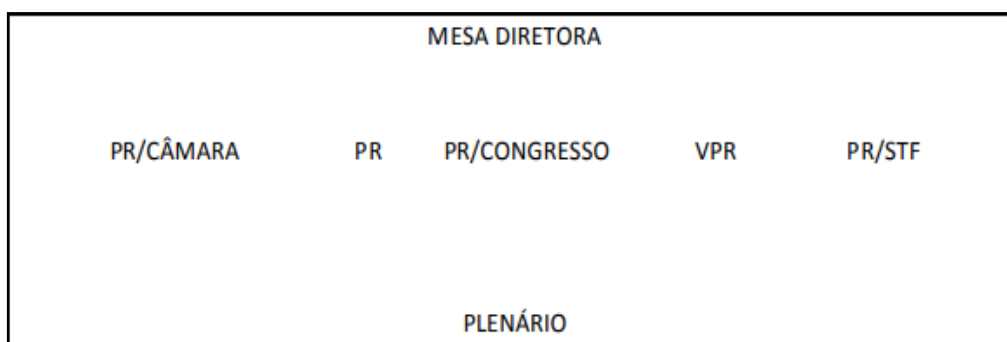 MESA DIRETORA
PR/CÂMARA PR PR/CONGRESSO VPR PR/STF
PLENÁRIO